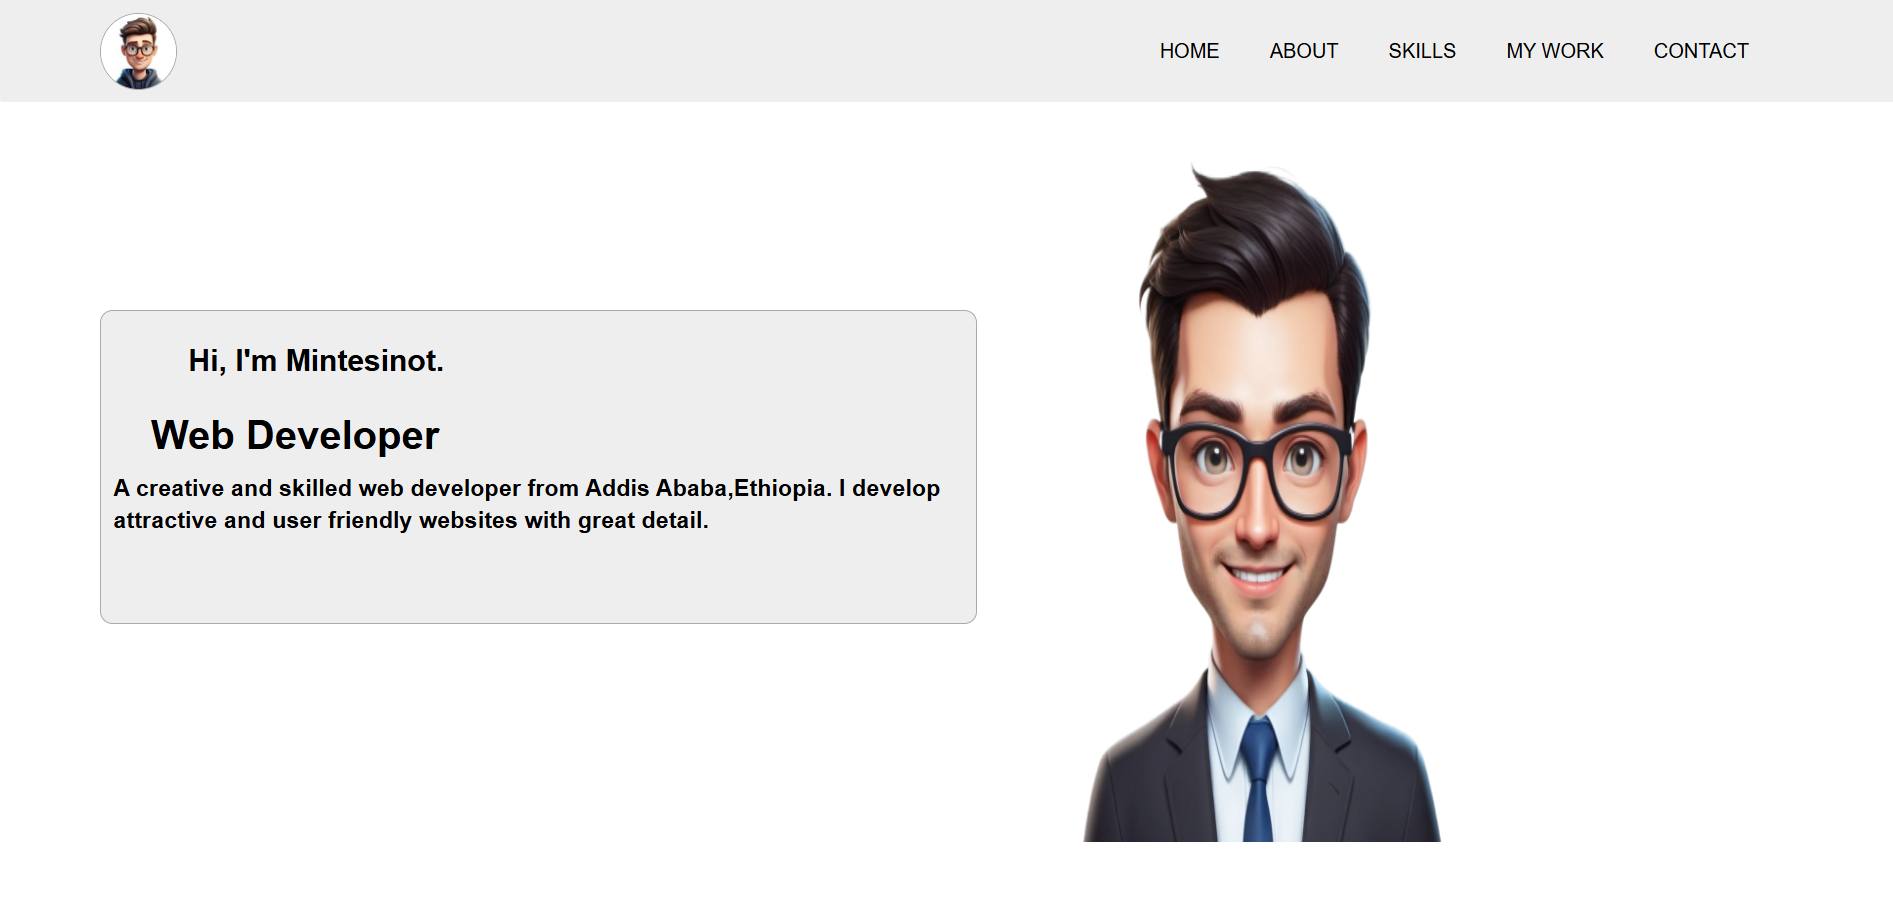 HOME ABOUT SKILLS MY WORK CONTACT
Hi, I'm Mintesinot.
Web Developer
A creative and skilled web developer from Addis Ababa,Ethiopia. I develop
attractive and user friendly websites with great detail.